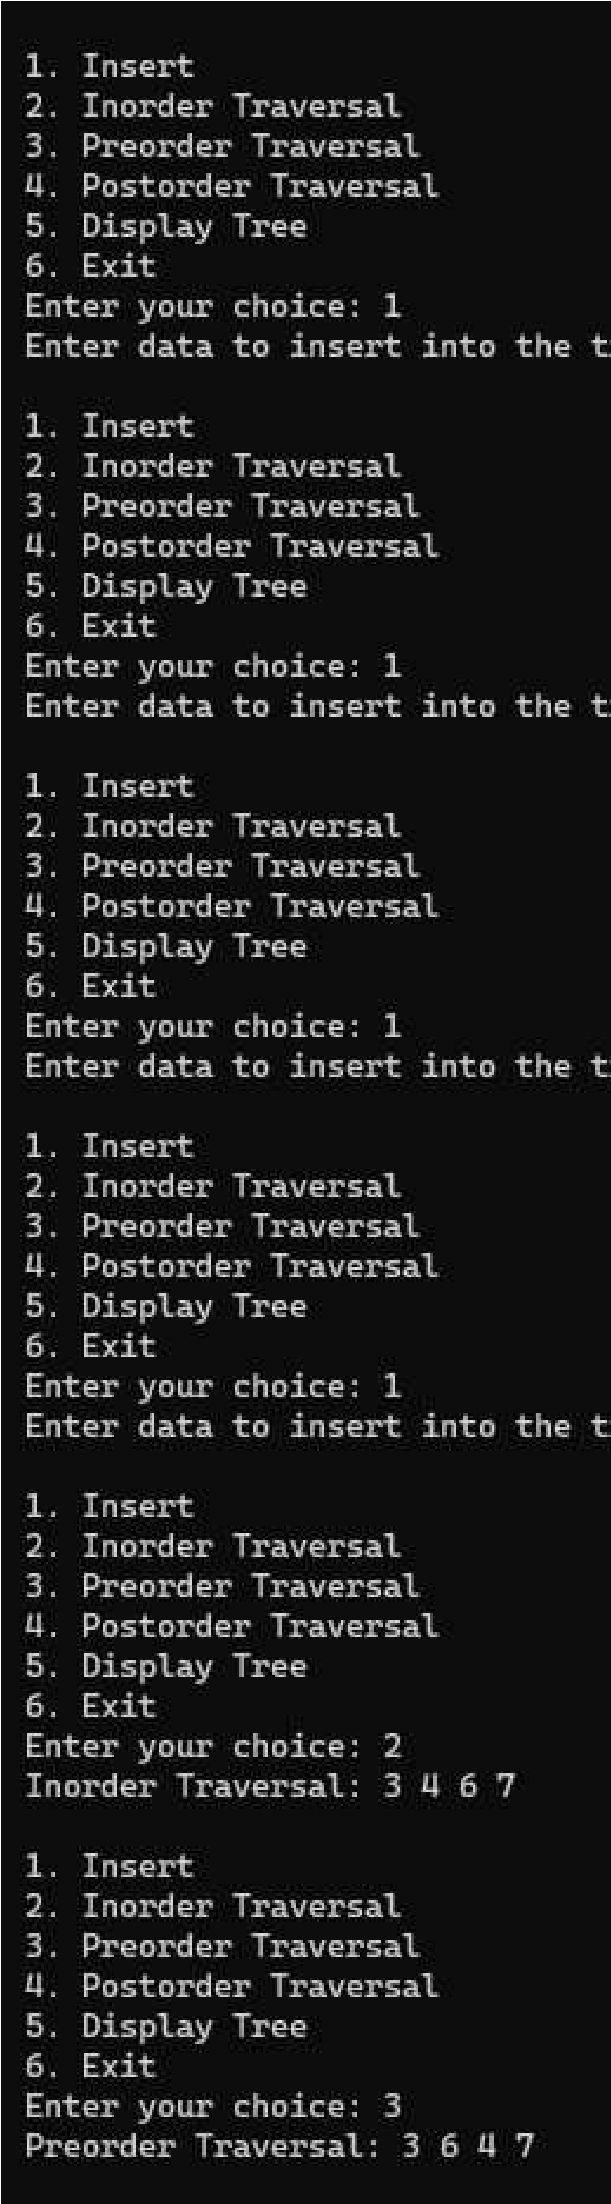 1. Insert
2. Inorder Traversal
3. Preorder Traversal
4. Postorder Traversal
5. Display Tree
6. Exit
Enter your choice: 1
Enter data to insert into the
1. Insert
2. Inorder Traversal
3. Preorder Traversal
4. Postorder Traversal
5. Display Tree
6. Exit
Enter your choice: 1
Enter data to insert into the
1. Insert
2. Inorder Traversal
3. Preorder Traversal
4. Postorder Traversal
5. Display Tree
6. Exit
Enter your choice: 1
Enter data to insert into the
1. Insert
2. Inorder Traversal
3. Preorder Traversal
4. Postorder Traversal
5. Display Tree
6. Exit
Enter your choice: 1
Enter data to insert into the
1. Insert
2. Inorder Traversal
3. Preorder Traversal
4. Postorder Traversal
5. Display Tree
6. Exit
Enter your choice: 2
Inorder Traversal: 3 4 6 7
1. Insert
2. Inorder Traversal
3. Preorder Traversal
4. Postorder Traversal
5. Display Tree
6. Exit
Enter your choice: 3
Preorder Traversal: 3 6 4 7